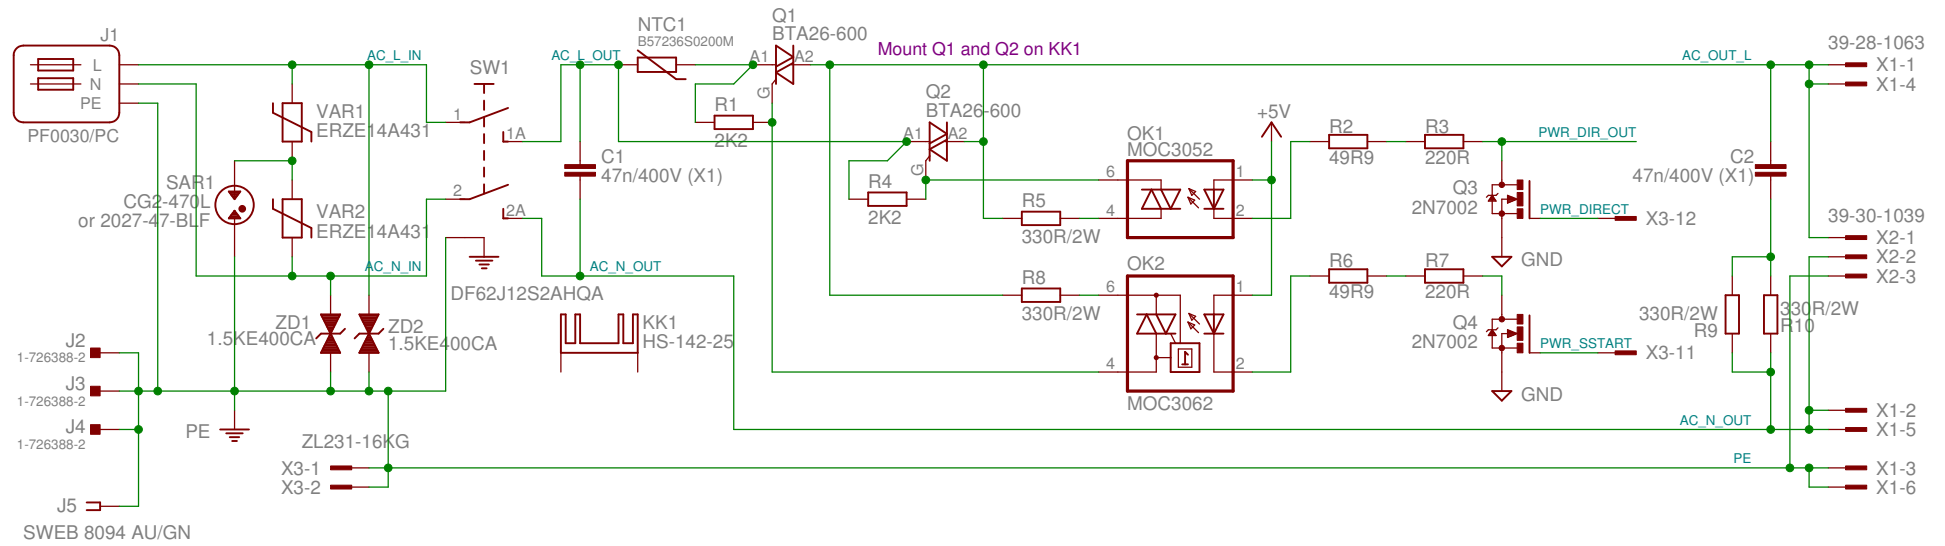 J1
L
N
PE
PF0030/PC
AC_L_IN
VAR1
ERZE14A431
SAR1
CG2-470L
or 2027-47-BLF
VAR2
ERZE14A431
AC_N_IN
ZD1
1.5KE400CA
ZD2
1.5KE400CA
J2
1-726388-2
J3
1-726388-2
J4
1-726388-2
J5
SWEB 8094 AU/GN
PE
ZL231-16KG
X3-1
X3-2
SW1
1
1A
2
2A
DF62J12S2AHQA
AC_L_OUT
C1
47n/400V (X1)
AC_N_OUT
KK1
HS-142-25
NTC1
B57236S0200M
Q1
BTA26-600
A1
A2
G
R1
2K2
Mount Q1 and Q2 on KK1
Q2
BTA26-600
A1
A2
G
R4
2K2
R5
330R/2W
R8
330R/2W
OK1
MOC3052
6
4
1
2
OK2
6
4
1
2
1
MOC3062
+5V
R2
49R9
R3
220R
PWR_DIR_OUT
Q3
2N7002
PWR_DIRECT
X3-12
GND
R6
49R9
R7
220R
Q4
2N7002
PWR_SSTART
X3-11
GND
AC_OUT_L
C2
47n/400V (X1)
330R/2W
R9
330R/2W
R10
AC_N_OUT
PE
39-28-1063
X1-1
X1-4
39-30-1039
X2-1
X2-2
X2-3
X1-2
X1-5
X1-3
X1-6